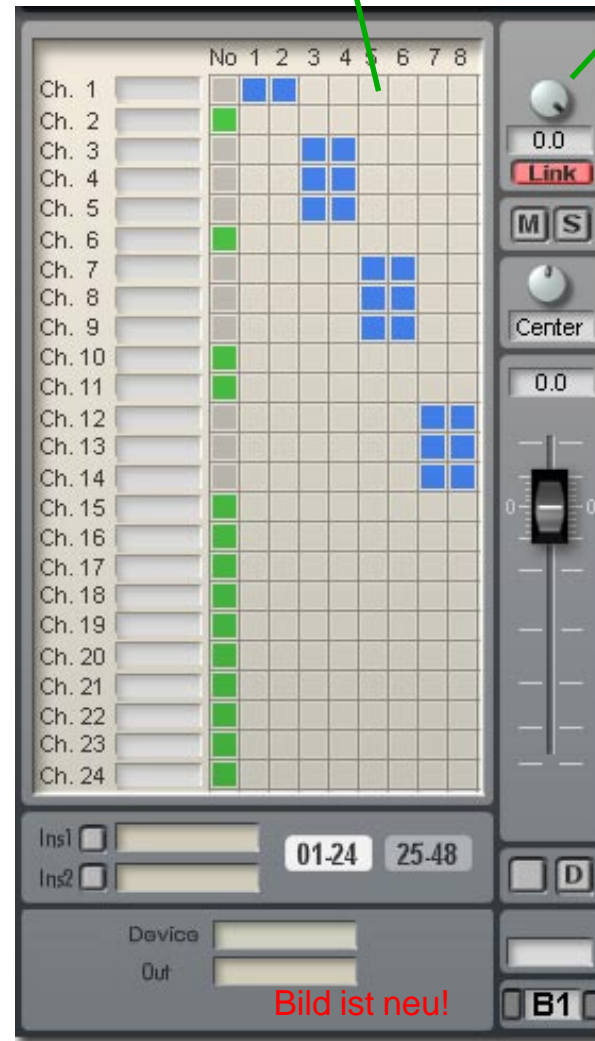 No 1 2 3 4 5 6 7 8
Ch. 1
Ch. 2
Ch. 3
Ch. 4
Ch. 5
Ch. 6
Ch. 7
Ch. 8
Ch. 9
Ch. 10
Ch. 11
Ch. 12
Ch. 13
Ch. 14
Ch. 15
Ch. 16
Ch. 17
Ch. 18
Ch. 19
Ch. 20
Ch. 21
Ch. 22
Ch. 23
Ch. 24
Ins1
Ins2
01-24 25-48
Device
Out
Bild ist neu!
0.0
Link
M S
Center
0.0
0 0
D
B1